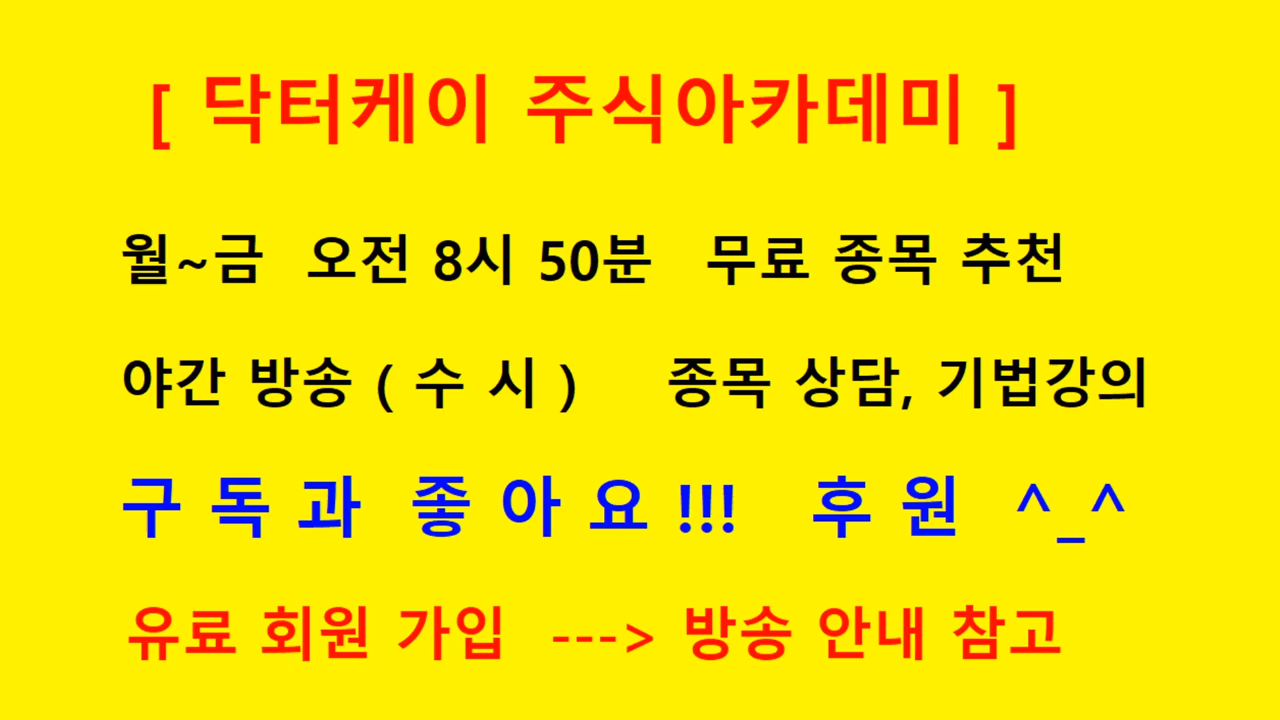 [ 닥터케이 주식아카데미 ]
월~금 오전 8시 50분 무료 종목 추천
야간 방송 ( 수 시 ) 종목 상담, 기법강의
구 독 과 좋 아 요 !!! 후 원 ^_^
유료 회원 가입 ---> 방송 안내 참고